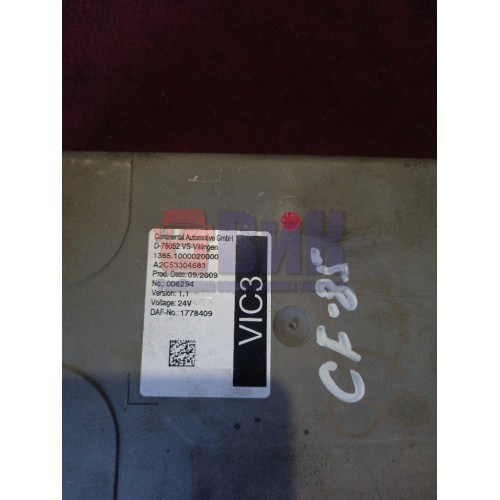 Continental Automotive GmbH
D-78052 VS-Villingen
1365.1000020000
A2C53304683
Prod. Date: 09/2009
No.: 006294
Version: 1.1
Voltage: 24V
DAF-No.: 1778409
VIC3
CF-85
ВиК